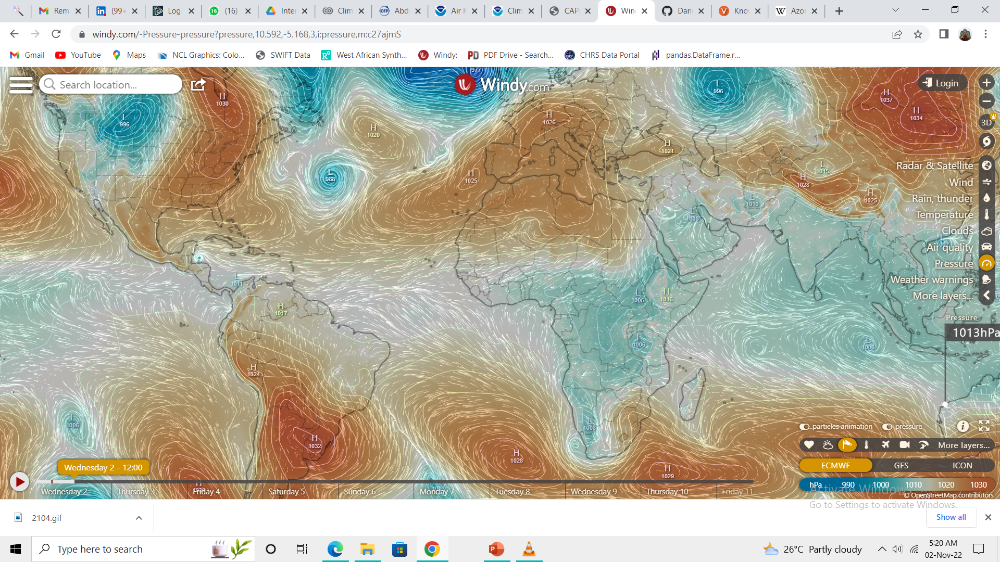 Rem
(99+
Log
(16)
Inter
Clim
ICTP
Abd
Air F
Clim
CAP
Win
Dan
Know
W Azor
windy.com/-Pressure-pressure?pressure,10.592,-5.168,3,i:pressure,m:c27ajmS
Gmail
YouTube
Maps
NCL Graphics: Colo...
SWIFT Data
West African Synth...
Windy:
PDF Drive - Search...
CHRS Data Portal
pandas.DataFrame.r...
Search location...
Windy.com
Login
3D
977
L
996
H
1030
H
1020
L
988
H
1026
H
1025
H
1021
L
996
H
1037
H
1034
L
1015
H
1028
H
1025
L
1010
L
1008
L
1011
H
1017
L
1006
H
1016
L
1006
L
1006
H
1024
L
1006
H
1032
H
1028
L
1008
H
1029
Radar & Satellite
Wind
Rain, thunder
Temperature
Clouds
Air quality
Pressure
Weather warnings
More layers...
Pressure
1013hPa
particles animation
pressure
More layers...
ECMWF
GFS
ICON
hPa 990 1000 1010 1020 1030
© OpenStreetMap contributors
Wednesday 2 - 12:00
Wednesday 2
Thursday 3
Friday 4
Saturday 5
Sunday 6
Monday 7
Tuesday 8
Wednesday 9
Thursday 10
Friday 11
Activate Windows
Go to Settings to activate Windows.
2104.gif
Show all
Type here to search
26°C Partly cloudy
5:20 AM
02-Nov-22